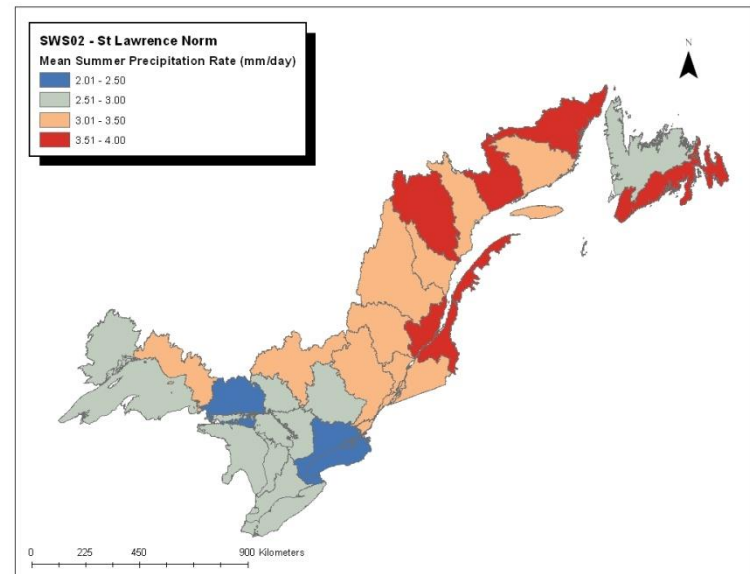 SWS02 - St Lawrence Norm
Mean Summer Precipitation Rate (mm/day)
2.01 - 2.50
2.51 - 3.00
3.01 - 3.50
3.51 - 4.00
N
0 225 450 900 Kilometers